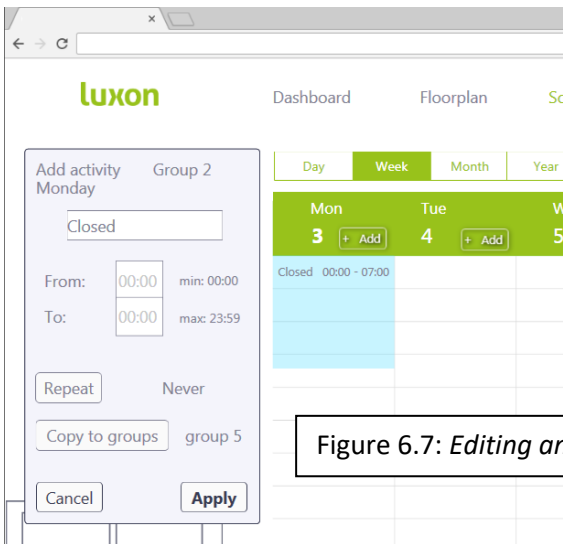 ×
luxon
Dashboard Floorplan Sc
Add activity Group 2
Monday
Closed
From: 00:00 min: 00:00
To: 00:00 max: 23:59
Repeat Never
Copy to groups group 5
Cancel Apply
Day Week Month Year
Mon Tue W
3 + Add 4 + Add 5
Closed 00:00 - 07:00
Figure 6.7: Editing an